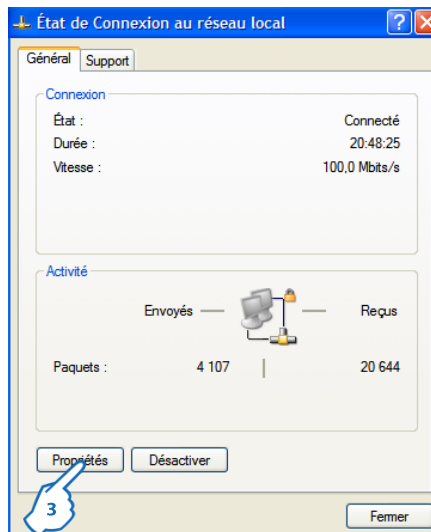 État de Connexion au réseau local
Général Support
Connexion
État : Connecté
Durée : 20:48:25
Vitesse : 100,0 Mbits/s
Activité
Envoyés Reçus
Paquets : 4 107 20 644
Propriétés Désactiver
3
Fermer